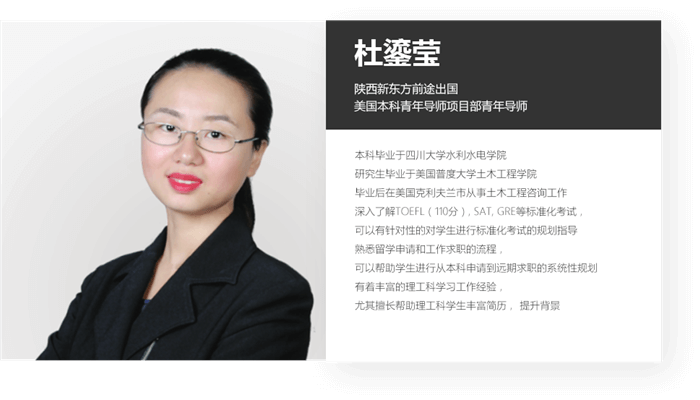 杜鎏莹
陕西新东方前途出国
美国本科青年导师项目部青年导师
本科毕业于四川大学水利水电学院
研究生毕业于美国普度大学土木工程学院
毕业后在美国克利夫兰市从事土木工程咨询工作
深入了解TOEFL（110分）, SAT, GRE等标准化考试，
可以有针对性的对学生进行标准化考试的规划指导
熟悉留学申请和工作求职的流程，
可以帮助学生进行从本科申请到远期求职的系统性规划
有着丰富的理工科学习工作经验，
尤其擅长帮助理工科学生丰富简历， 提升背景